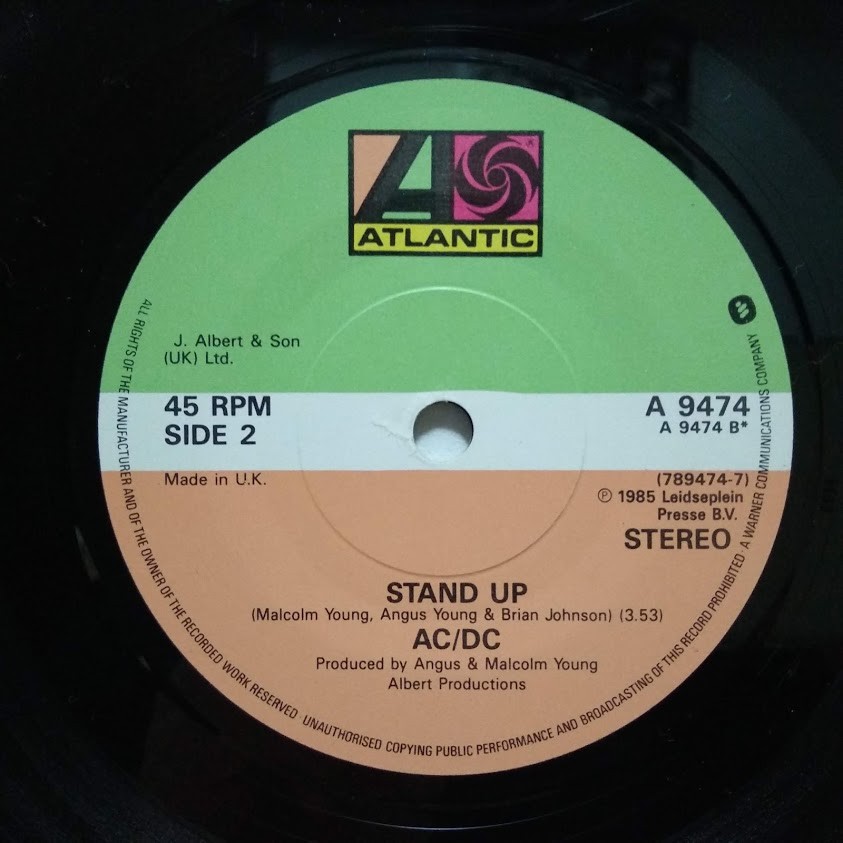 ATLANTIC
J. Albert & Son
(UK) Ltd.
45 RPM
SIDE 2
A 9474
A 9474 B*
Made in U.K.
(789474-7)
℗ 1985 Leidseplein
Presse B.V.
STEREO
STAND UP
(Malcolm Young, Angus Young & Brian Johnson) (3.53)
AC/DC
Produced by Angus & Malcolm Young
Albert Productions
ALL RIGHTS OF THE MANUFACTURER AND OF THE OWNER OF THE RECORDED WORK RESERVED UNAUTHORISED COPYING PUBLIC PERFORMANCE AND BROADCASTING OF THIS RECORD PROHIBITED · A WARNER COMMUNICATIONS COMPANY